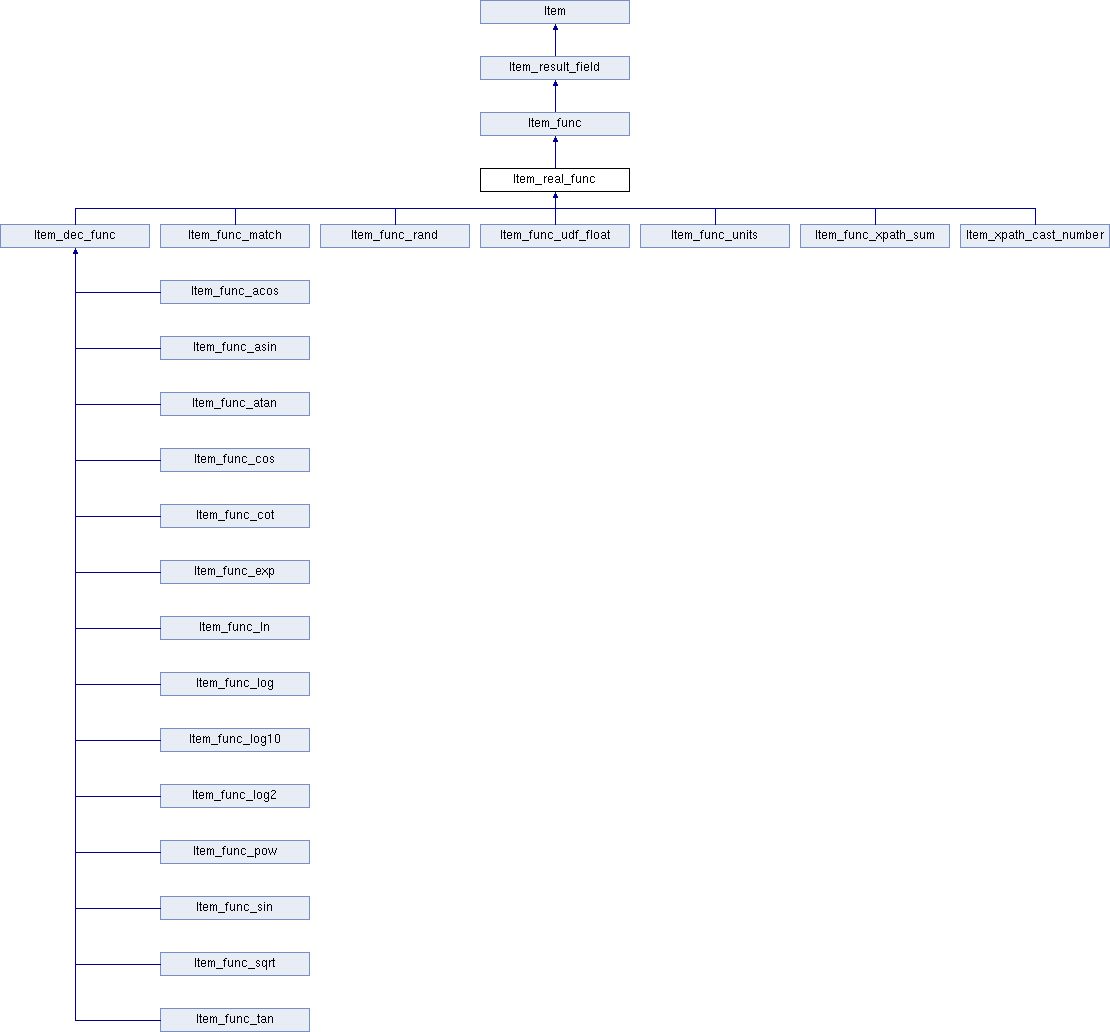 Item
Item_result_field
Item_func
Item_real_func
Item_dec_func
Item_func_match
Item_func_rand
Item_func_udf_float
Item_func_units
Item_func_xpath_sum
Item_xpath_cast_number
Item_func_acos
Item_func_asin
Item_func_atan
Item_func_cos
Item_func_cot
Item_func_exp
Item_func_ln
Item_func_log
Item_func_log10
Item_func_log2
Item_func_pow
Item_func_sin
Item_func_sqrt
Item_func_tan